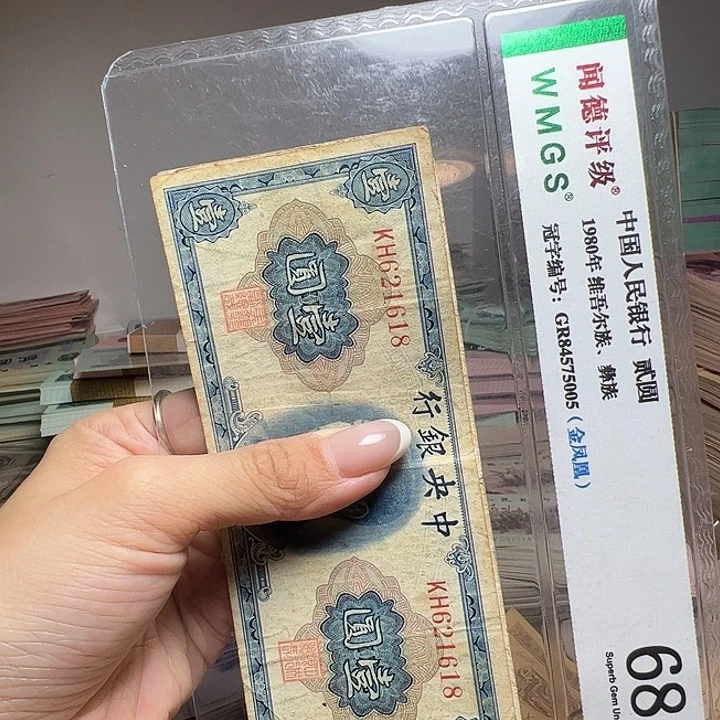 闻德评级®
WMGS®
中国人民银行 贰圆
1980年 维吾尔族、彝族
冠字编号：GR84575005（金凤凰）
68
Superb Gem Un
壹
壹
KH621618
圆壹
行銀央中
KH621618
圆壹